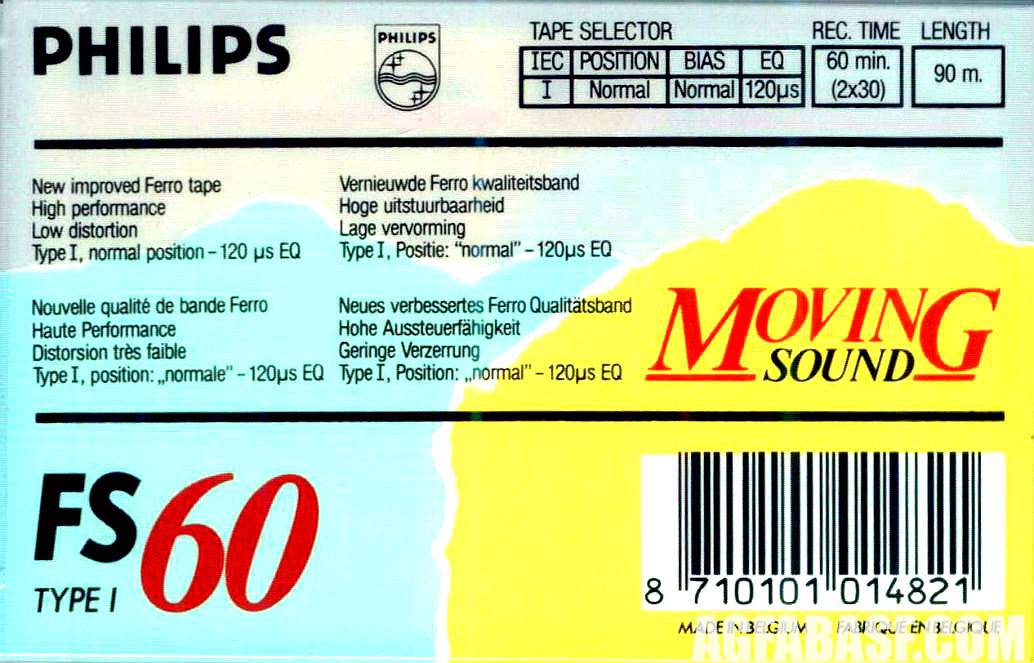 PHILIPS
PHILIPS
TAPE SELECTOR
IEC POSITION BIAS EQ
I Normal Normal 120µs
REC. TIME
60 min.
(2x30)
LENGTH
90 m.
New improved Ferro tape
High performance
Low distortion
Type I, normal position – 120 µs EQ
Vernieuwde Ferro kwaliteitsband
Hoge uitstuurbaarheid
Lage vervorming
Type I, Positie: "normal" – 120µs EQ
Nouvelle qualité de bande Ferro
Haute Performance
Distorsion très faible
Type I, position: „normale" – 120µs EQ
Neues verbessertes Ferro Qualitätsband
Hohe Aussteuerfähigkeit
Geringe Verzerrung
Type I, Position: „normal" – 120µs EQ
MOVING
SOUND
FS60
TYPE I
8 710101 014821
MADE IN BELGIUM FABRIQUÉ EN BELGIQUE
AGFABASF.COM